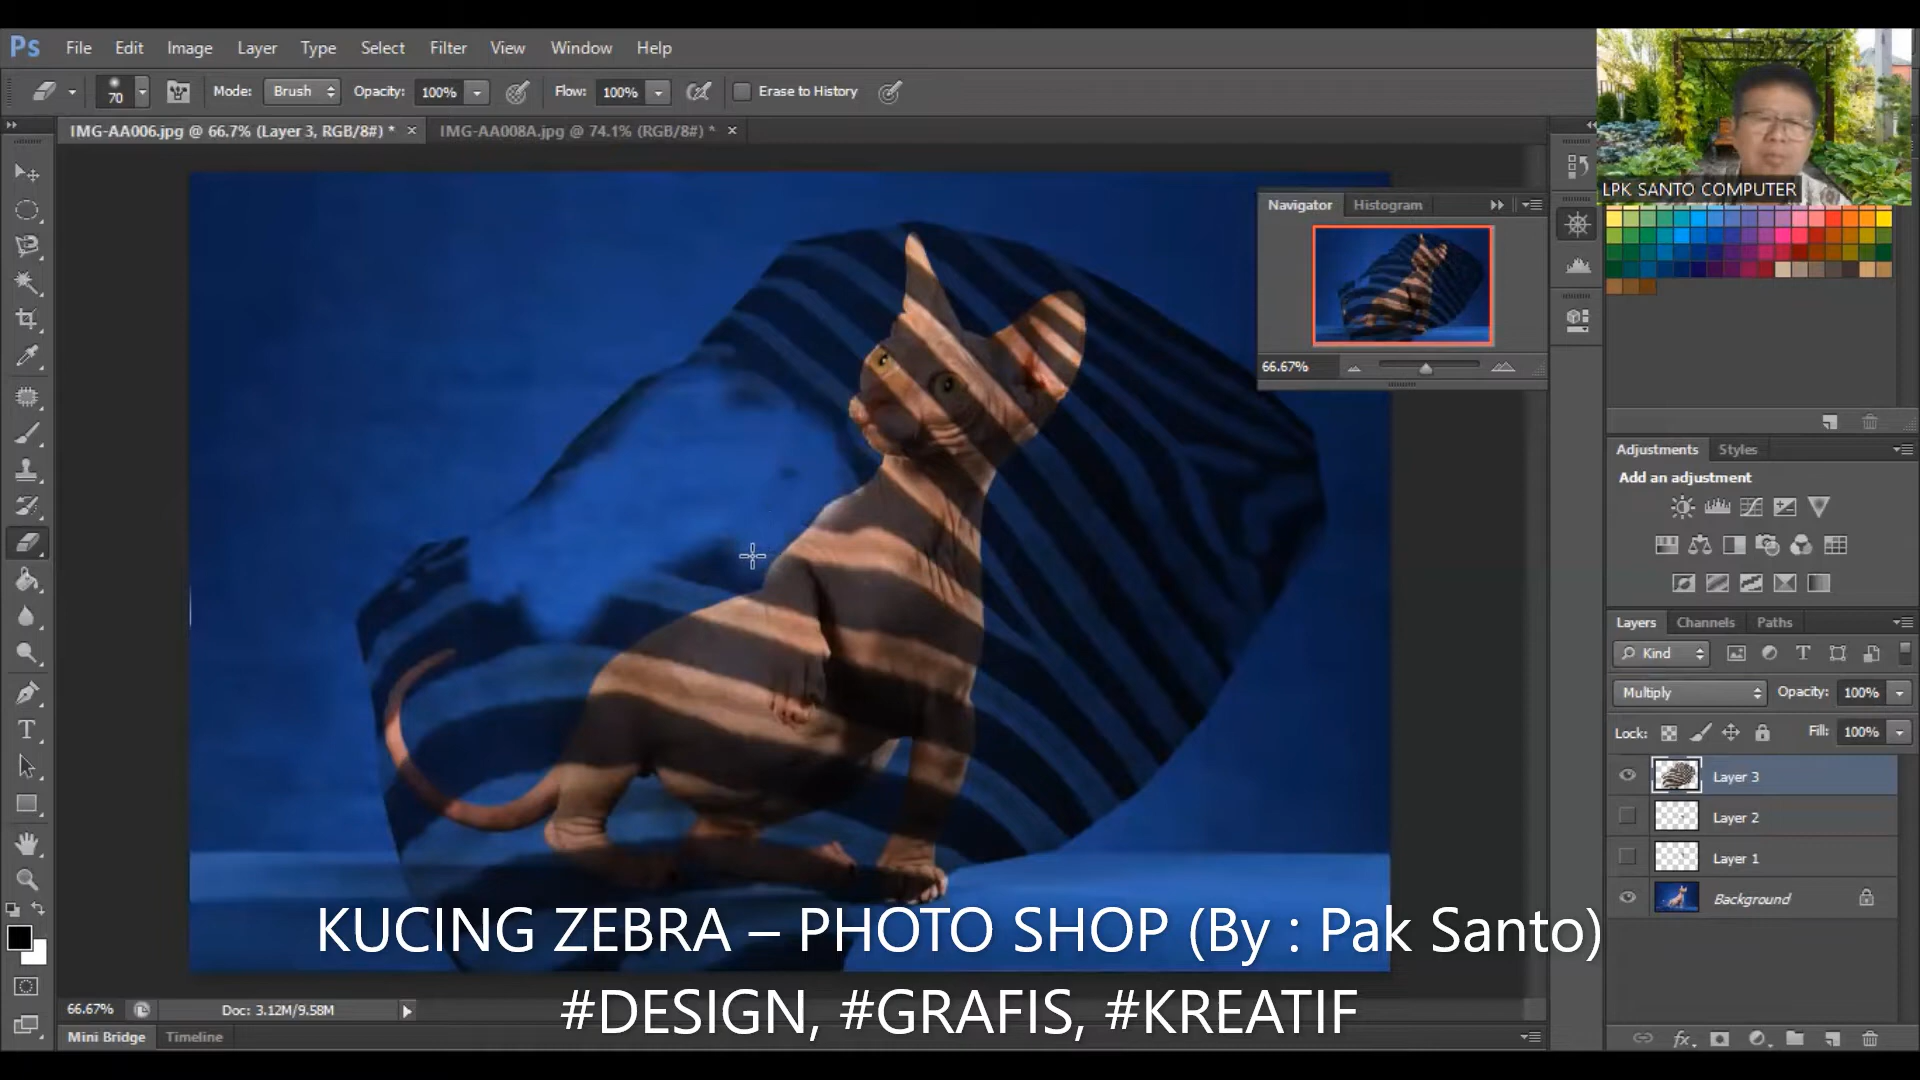 Ps File Edit Image Layer Type Select Filter View Window Help
70 Mode: Brush Opacity: 100% Flow: 100% Erase to History
LPK SANTO COMPUTER
IMG-AA006.jpg @ 66.7% (Layer 3, RGB/8#) * × IMG-AA008A.jpg @ 74.1% (RGB/8#) * ×
Navigator Histogram
66.67%
Adjustments Styles
Add an adjustment
Layers Channels Paths
Kind
Multiply Opacity: 100%
Lock: Fill: 100%
Layer 3
Layer 2
Layer 1
Background
KUCING ZEBRA – PHOTO SHOP (By : Pak Santo)
#DESIGN, #GRAFIS, #KREATIF
66.67% Doc: 3.12M/9.58M
Mini Bridge Timeline
fx